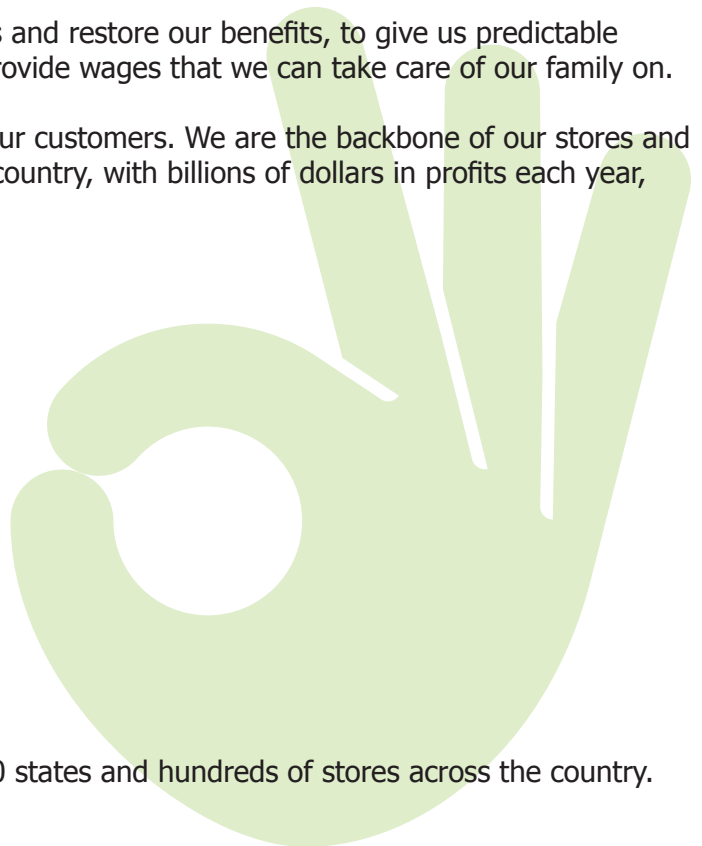 s and restore our benefits, to give us predictable
rovide wages that we can take care of our family on.
ur customers. We are the backbone of our stores and
country, with billions of dollars in profits each year,
0 states and hundreds of stores across the country.